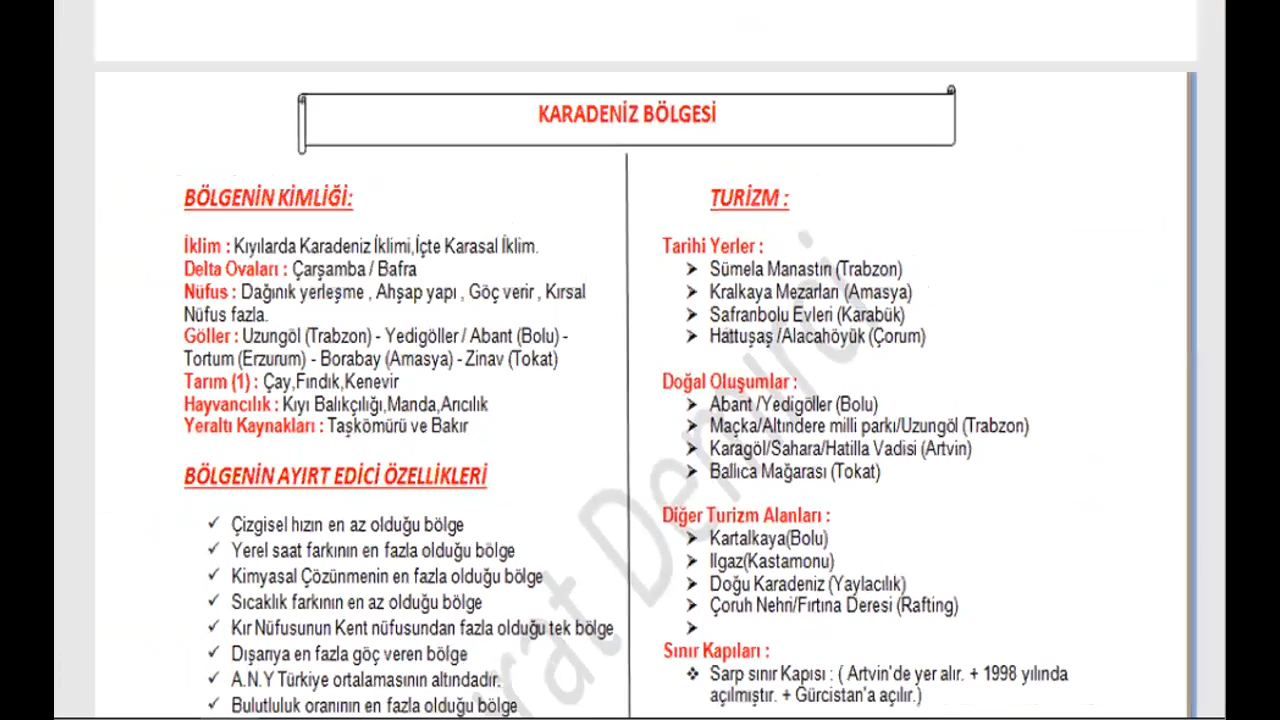 KARADENİZ BÖLGESİ
BÖLGENİN KİMLİĞİ:
İklim : Kıyılarda Karadeniz İklimi,İçte Karasal İklim.
Delta Ovaları : Çarşamba / Bafra
Nüfus : Dağınık yerleşme , Ahşap yapı , Göç verir , Kırsal
Nüfus fazla.
Göller : Uzungöl (Trabzon) - Yedigöller / Abant (Bolu) -
Tortum (Erzurum) - Borabay (Amasya) - Zinav (Tokat)
Tarım (1) : Çay,Fındık,Kenevir
Hayvancılık : Kıyı Balıkçılığı,Manda,Arıcılık
Yeraltı Kaynakları : Taşkömürü ve Bakır
BÖLGENİN AYIRT EDİCİ ÖZELLİKLERİ
✓ Çizgisel hızın en az olduğu bölge
✓ Yerel saat farkının en fazla olduğu bölge
✓ Kimyasal Çözünmenin en fazla olduğu bölge
✓ Sıcaklık farkının en az olduğu bölge
✓ Kır Nüfusunun Kent nüfusundan fazla olduğu tek bölge
✓ Dışarıya en fazla göç veren bölge
✓ A.N.Y Türkiye ortalamasının altındadır.
✓ Bulutluluk oranının en fazla olduğu bölge
TURİZM :
Tarihi Yerler :
➤ Sümela Manastırı (Trabzon)
➤ Kralkaya Mezarları (Amasya)
➤ Safranbolu Evleri (Karabük)
➤ Hattuşaş /Alacahöyük (Çorum)
Doğal Oluşumlar :
➤ Abant /Yedigöller (Bolu)
➤ Maçka/Altındere milli parkı/Uzungöl (Trabzon)
➤ Karagöl/Sahara/Hatilla Vadisi (Artvin)
➤ Ballıca Mağarası (Tokat)
Diğer Turizm Alanları :
➤ Kartalkaya(Bolu)
➤ Ilgaz(Kastamonu)
➤ Doğu Karadeniz (Yaylacılık)
➤ Çoruh Nehri/Fırtına Deresi (Rafting)
➤
Sınır Kapıları :
❖ Sarp sınır Kapısı : ( Artvin'de yer alır. + 1998 yılında
açılmıştır. + Gürcistan'a açılır.)
rat Demirci